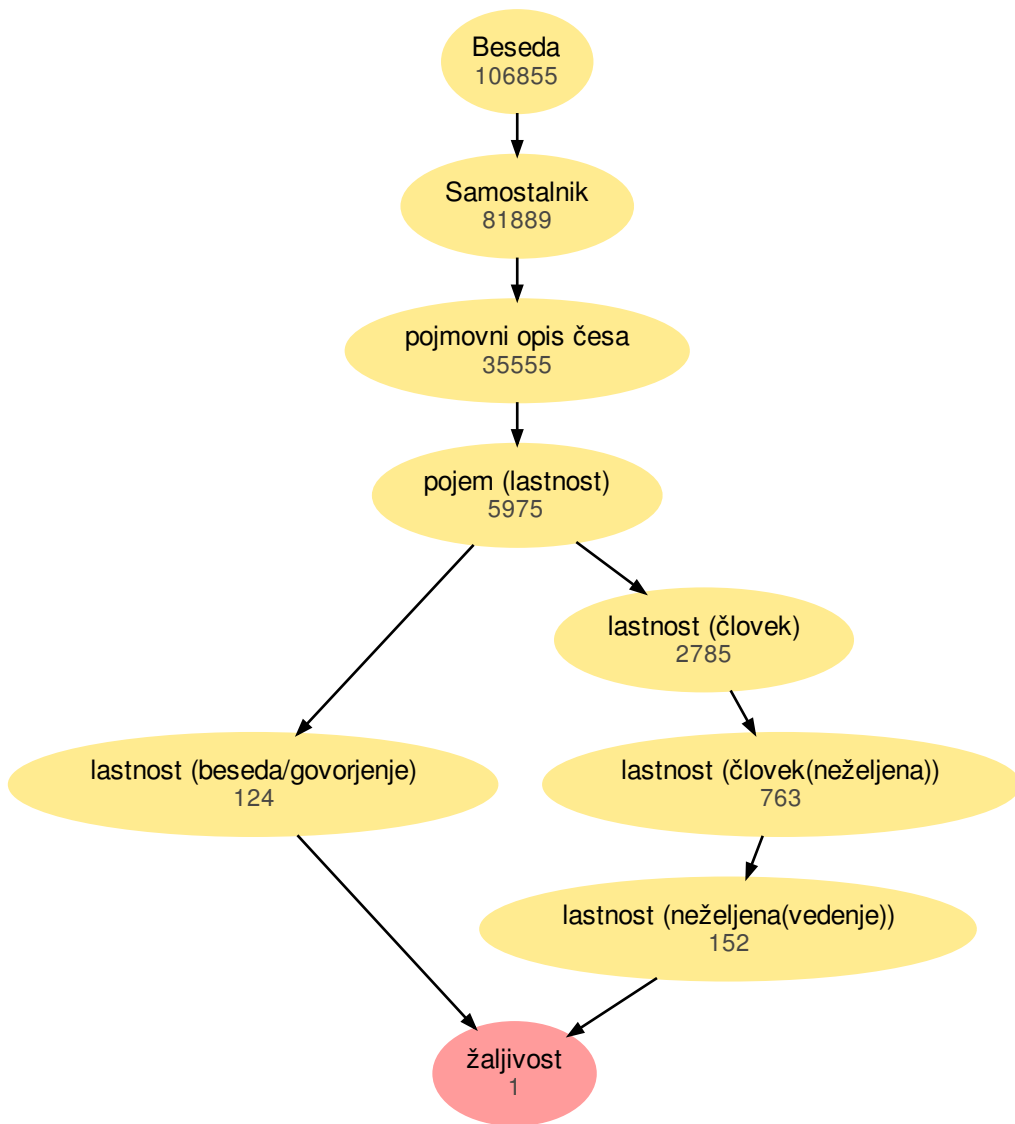 Beseda
106855
Samostalnik
81889
pojmovni opis česa
35555
pojem (lastnost)
5975
lastnost (človek)
2785
lastnost (beseda/govorjenje)
124
lastnost (človek(neželjena))
763
lastnost (neželjena(vedenje))
152
žaljivost
1